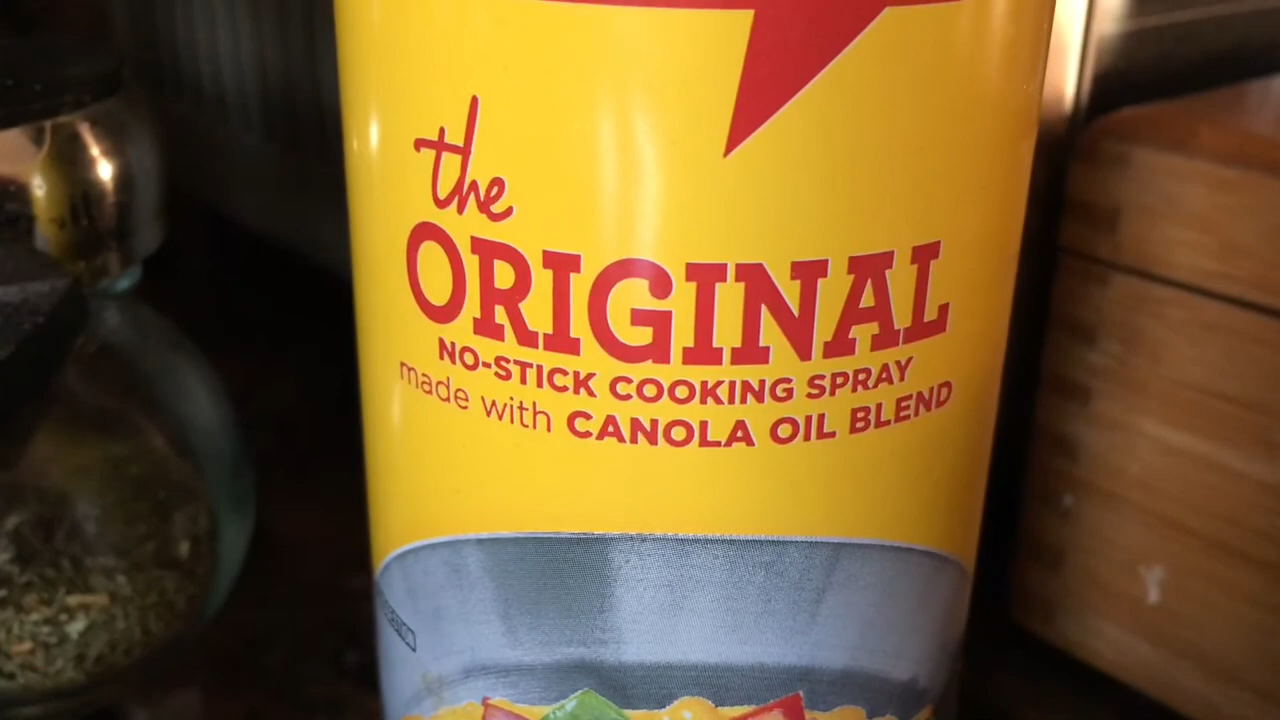 the
ORIGINAL
NO-STICK COOKING SPRAY
made with CANOLA OIL BLEND